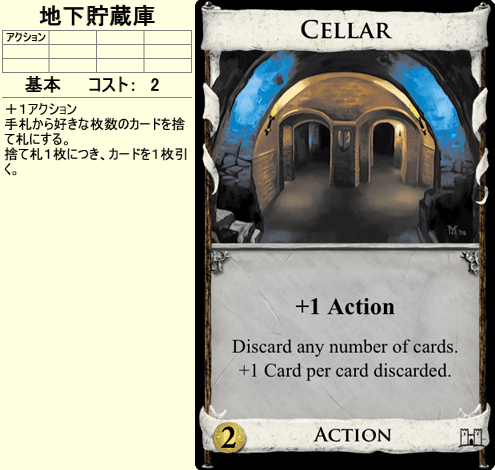 地下貯蔵庫
アクション
基本 コスト： 2
＋１アクション
手札から好きな枚数のカードを捨
て札にする。
捨て札１枚につき、カードを１枚引
く。
CELLAR
+1 Action
Discard any number of cards.
+1 Card per card discarded.
2
ACTION